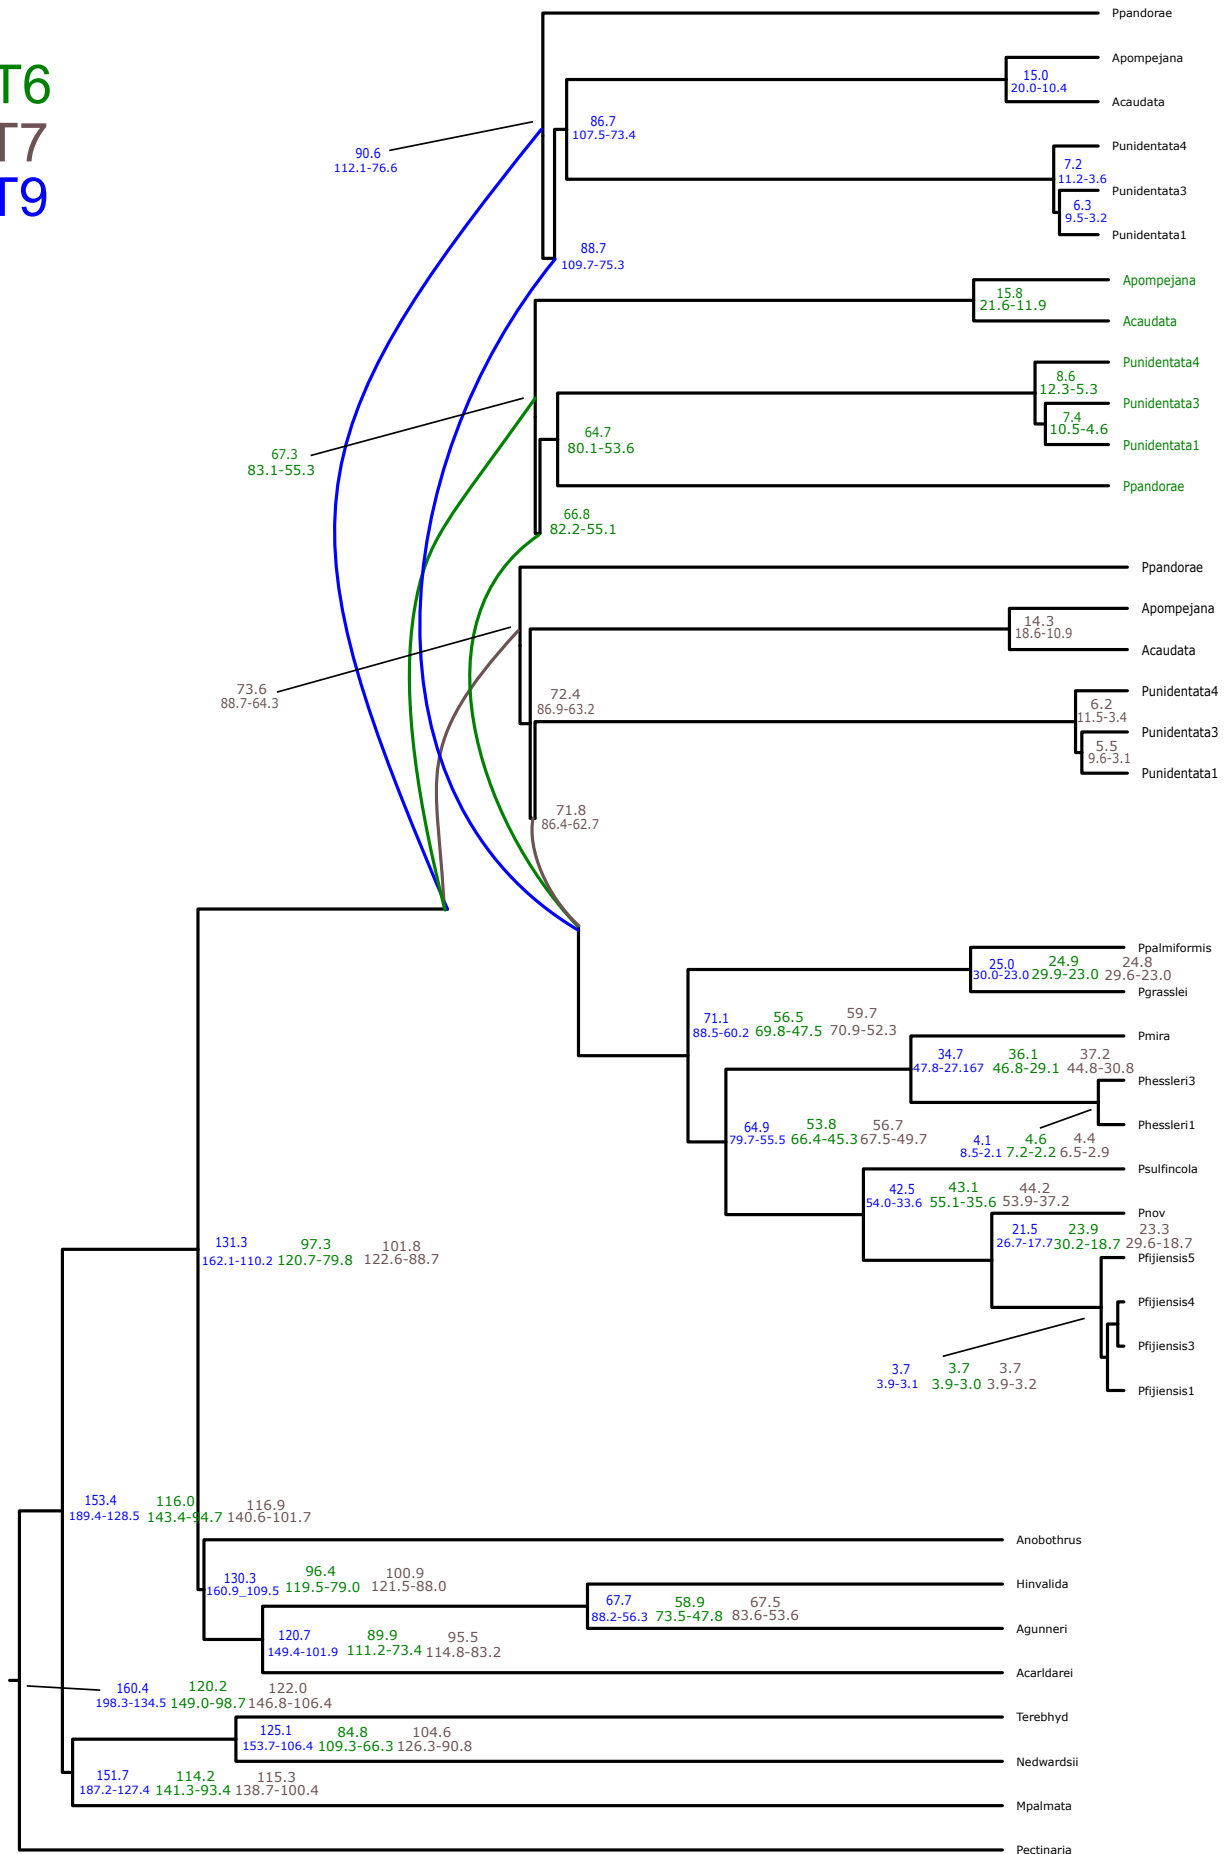 T6
T7
T9
Ppandorae
Apompejana
15.0
20.0-10.4
Acaudata
86.7
107.5-73.4
90.6
112.1-76.6
Punidentata4
7.2
11.2-3.6
Punidentata3
6.3
9.5-3.2
Punidentata1
88.7
109.7-75.3
Apompejana
15.8
21.6-11.9
Acaudata
Punidentata4
8.6
12.3-5.3
Punidentata3
7.4
10.5-4.6
Punidentata1
64.7
80.1-53.6
67.3
83.1-55.3
Ppandorae
66.8
82.2-55.1
Ppandorae
Apompejana
14.3
18.6-10.9
Acaudata
73.6
88.7-64.3
72.4
86.9-63.2
Punidentata4
6.2
11.5-3.4
Punidentata3
5.5
9.6-3.1
Punidentata1
71.8
86.4-62.7
Ppalmiformis
25.0 24.9 24.8
30.0-23.0 29.9-23.0 29.6-23.0
Pgrasslei
71.1 56.5 59.7
88.5-60.2 69.8-47.5 70.9-52.3
Pmira
34.7 36.1 37.2
47.8-27.167 46.8-29.1 44.8-30.8
Phessleri3
Phessleri1
64.9 53.8 56.7
79.7-55.5 66.4-45.3 67.5-49.7
4.1 4.6 4.4
8.5-2.1 7.2-2.2 6.5-2.9
Psulfincola
42.5 43.1 44.2
54.0-33.6 55.1-35.6 53.9-37.2
Pnov
21.5 23.9 23.3
26.7-17.7 30.2-18.7 29.6-18.7
131.3 97.3 101.8
162.1-110.2 120.7-79.8 122.6-88.7
Pfijiensis5
Pfijiensis4
Pfijiensis3
3.7 3.7 3.7
3.9-3.1 3.9-3.0 3.9-3.2
Pfijiensis1
153.4 116.0 116.9
189.4-128.5 143.4-94.7 140.6-101.7
Anobothrus
130.3 96.4 100.9
160.9_109.5 119.5-79.0 121.5-88.0
Hinvalida
67.7 58.9 67.5
88.2-56.3 73.5-47.8 83.6-53.6
Agunneri
120.7 89.9 95.5
149.4-101.9 111.2-73.4 114.8-83.2
Acarldarei
160.4 120.2 122.0
198.3-134.5 149.0-98.7 146.8-106.4
Terebhyd
125.1 84.8 104.6
153.7-106.4 109.3-66.3 126.3-90.8
Nedwardsii
151.7 114.2 115.3
187.2-127.4 141.3-93.4 138.7-100.4
Mpalmata
Pectinaria